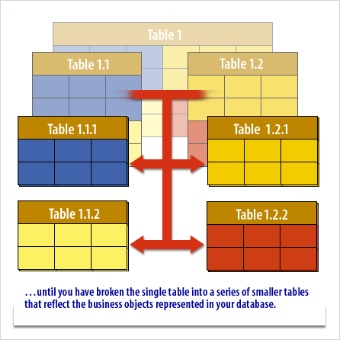 Table 1
Table 1.1
Table 1.2
Table 1.1.1
Table 1.2.1
Table 1.1.2
Table 1.2.2
...until you have broken the single table into a series of smaller tables
that reflect the business objects represented in your database.